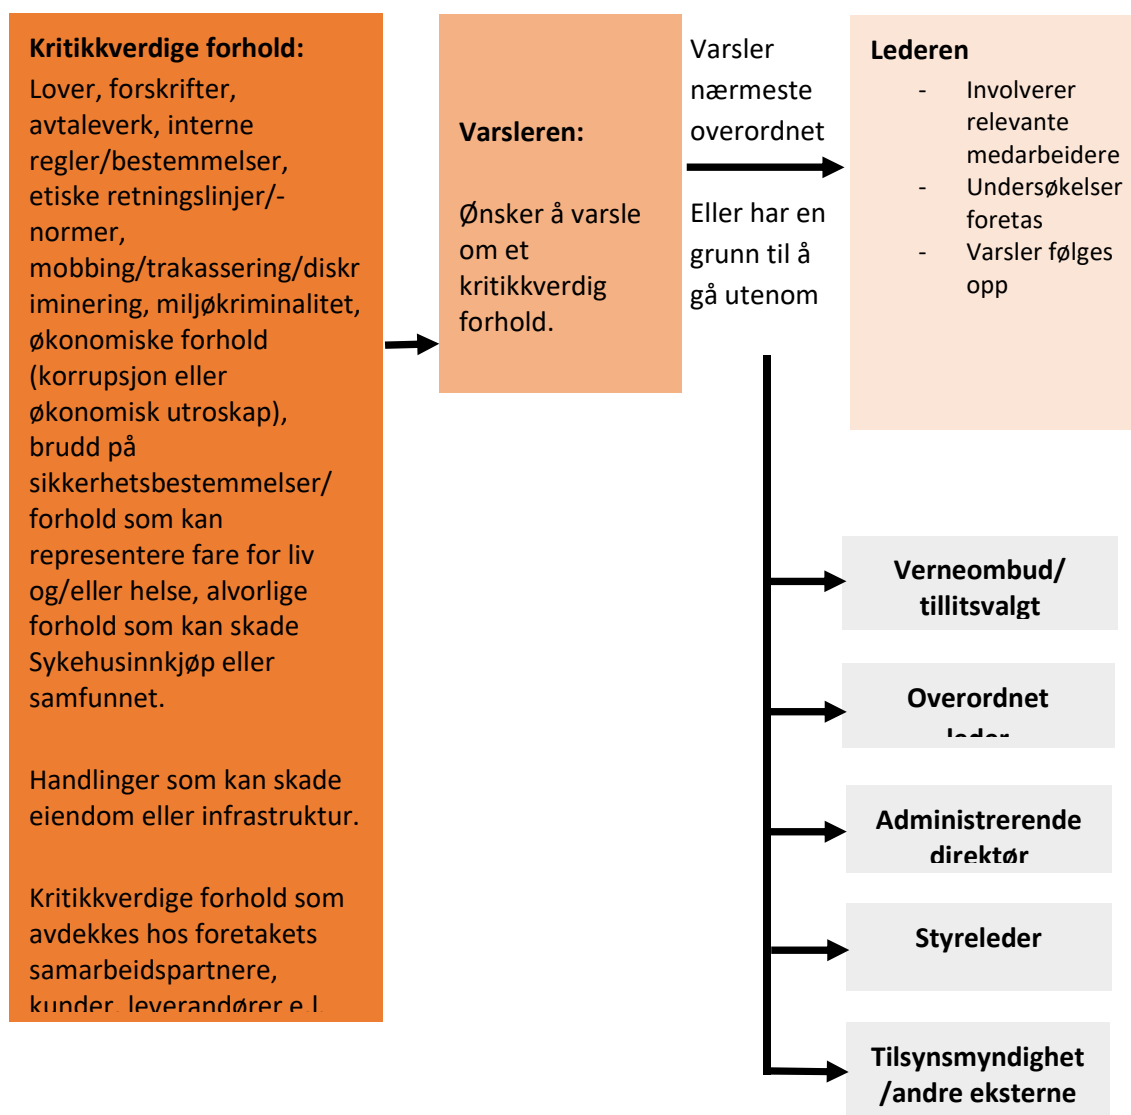 Kritikkverdige forhold:
Lover, forskrifter,
avtaleverk, interne
regler/bestemmelser,
etiske retningslinjer/-
normer,
mobbing/trakassering/diskr
iminering, miljøkriminalitet,
økonomiske forhold
(korrupsjon eller
økonomisk utroskap),
brudd på
sikkerhetsbestemmelser/
forhold som kan
representere fare for liv
og/eller helse, alvorlige
forhold som kan skade
Sykehusinnkjøp eller
samfunnet.
Handlinger som kan skade
eiendom eller infrastruktur.
Kritikkverdige forhold som
avdekkes hos foretakets
samarbeidspartnere,
kunder, leverandører e.l.
Varsleren:
Ønsker å varsle
om et
kritikkverdig
forhold.
Varsler
nærmeste
overordnet
Eller har en
grunn til å
gå utenom
Lederen
- Involverer
relevante
medarbeidere
- Undersøkelser
foretas
- Varsler følges
opp
Verneombud/
tillitsvalgt
Overordnet
leder
Administrerende
direktør
Styreleder
Tilsynsmyndighet
/andre eksterne